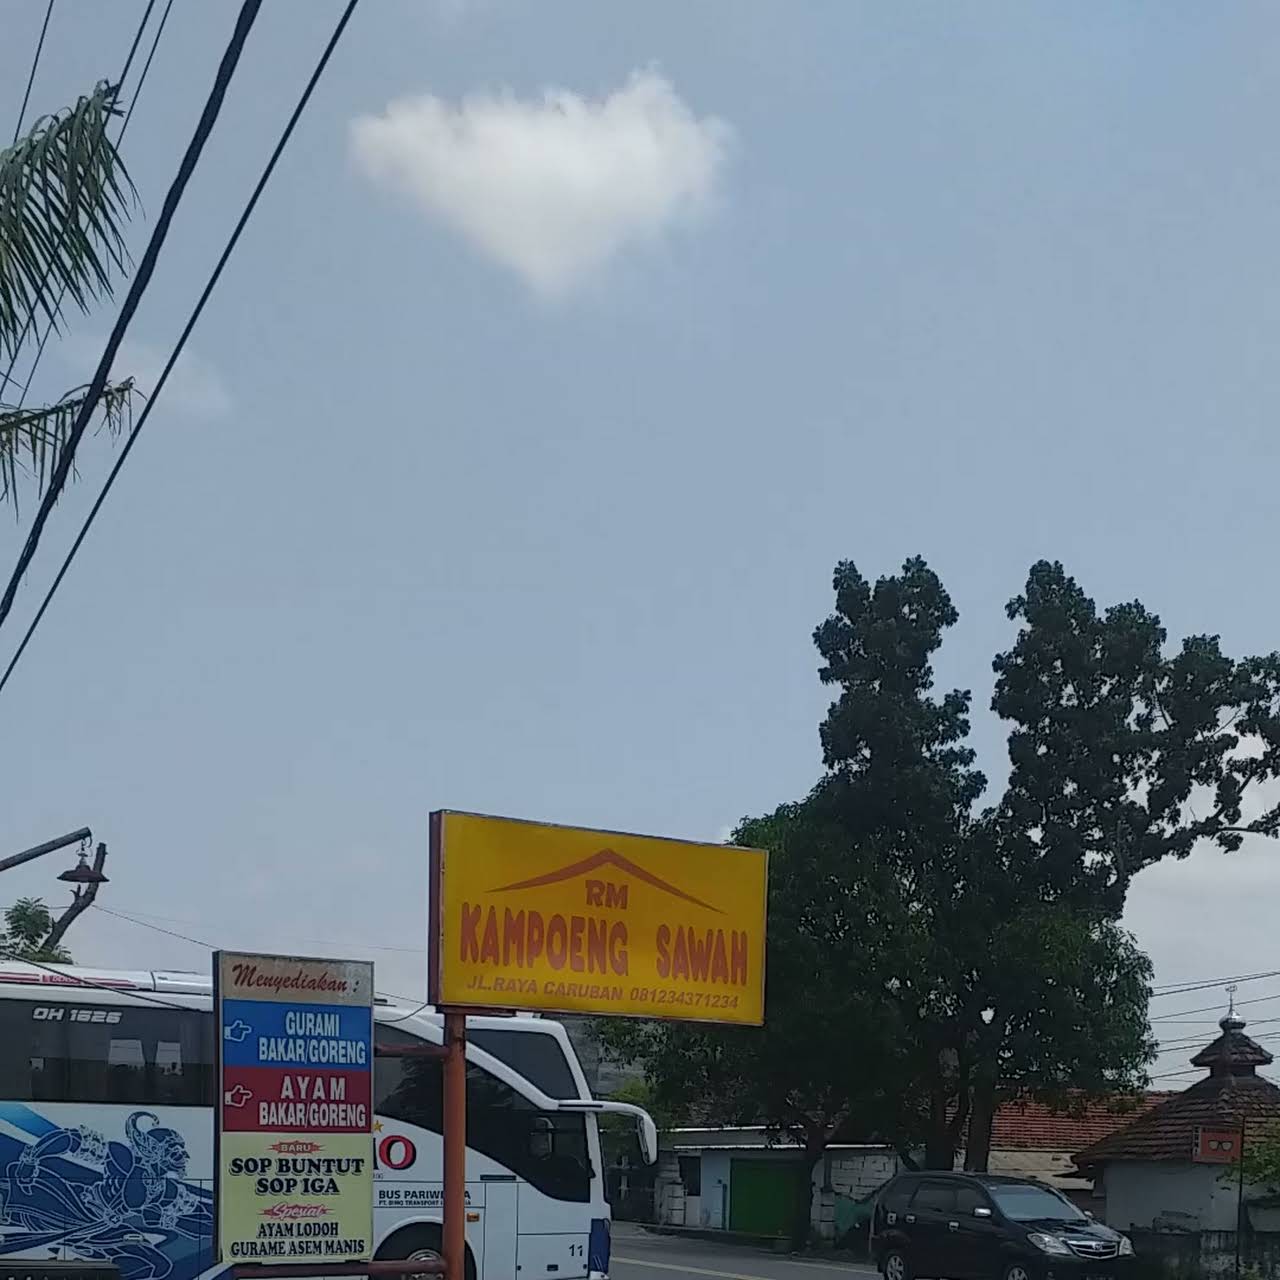 RM
KAMPOENG SAWAH
JL.RAYA CARUBAN 081234371234
Menyediakan :
GURAMI
BAKAR/GORENG
AYAM
BAKAR/GORENG
BARU
SOP BUNTUT
SOP IGA
Spesial
AYAM LODOH
GURAME ASEM MANIS
OH 1626
BUS PARIWI
11